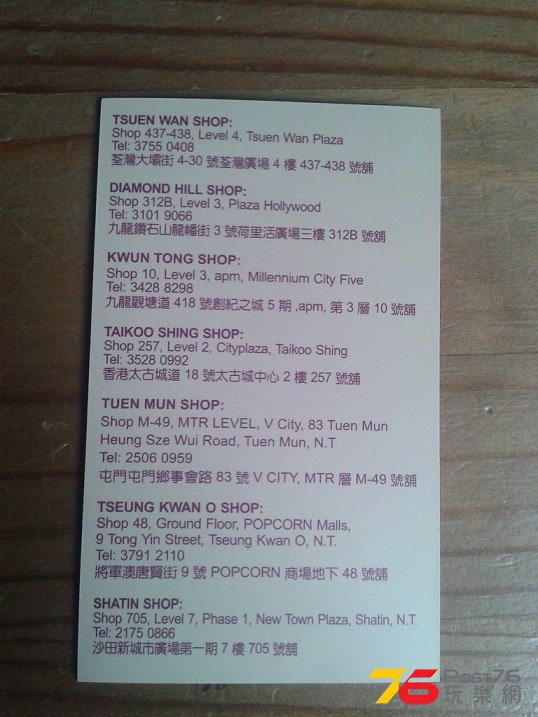 TSUEN WAN SHOP:
Shop 437-438, Level 4, Tsuen Wan Plaza
Tel: 3755 0408
荃灣大壩街 4-30 號荃灣廣場 4 樓 437-438 號舖
DIAMOND HILL SHOP:
Shop 312B, Level 3, Plaza Hollywood
Tel: 3101 9066
九龍鑽石山龍蟠街 3 號荷里活廣場三樓 312B 號舖
KWUN TONG SHOP:
Shop 10, Level 3, apm, Millennium City Five
Tel: 3428 8298
九龍觀塘道 418 號創紀之城 5 期 ,apm, 第 3 層 10 號舖
TAIKOO SHING SHOP:
Shop 257, Level 2, Cityplaza, Taikoo Shing
Tel: 3528 0992
香港太古城道 18 號太古城中心 2 樓 257 號舖
TUEN MUN SHOP:
Shop M-49, MTR LEVEL, V City, 83 Tuen Mun
Heung Sze Wui Road, Tuen Mun, N.T
Tel: 2506 0959
屯門屯門鄉事會路 83 號 V CITY, MTR 層 M-49 號舖
TSEUNG KWAN O SHOP:
Shop 48, Ground Floor, POPCORN Malls,
9 Tong Yin Street, Tseung Kwan O, N.T.
Tel: 3791 2110
將軍澳唐賢街 9 號 POPCORN 商場地下 48 號舖
SHATIN SHOP:
Shop 705, Level 7, Phase 1, New Town Plaza, Shatin, N.T.
Tel: 2175 0866
沙田新城市廣場第一期 7 樓 705 號舖
76 Post76
玩樂網